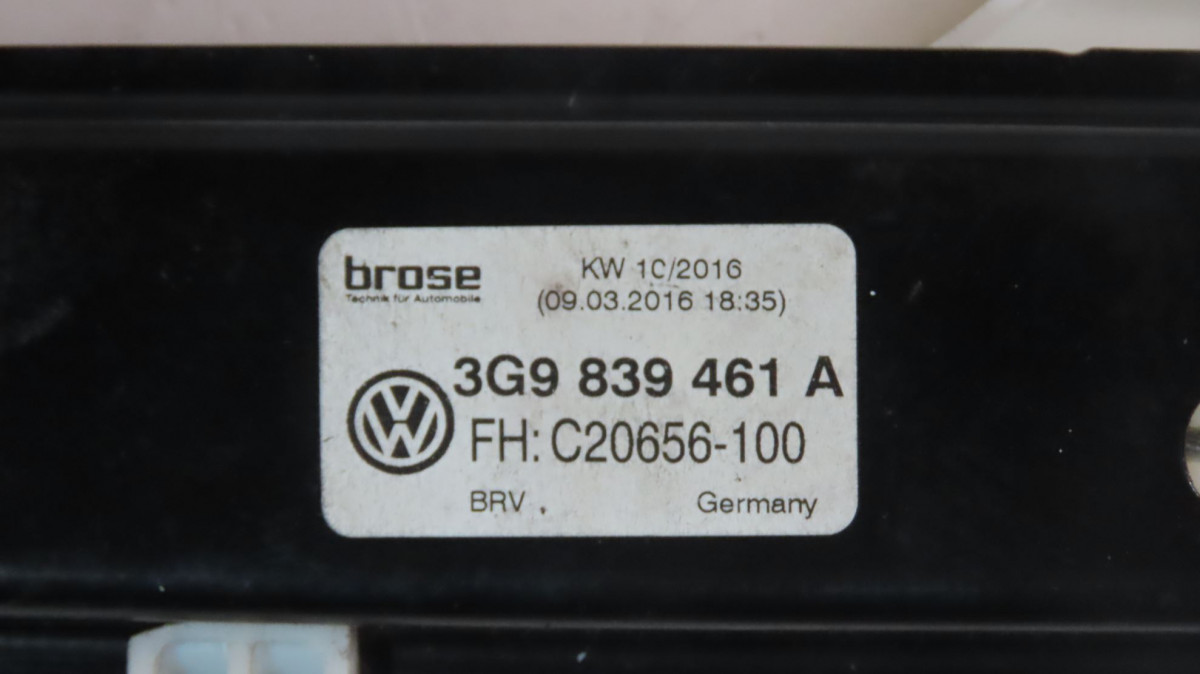 brose
Technik für Automobile
KW 10/2016
(09.03.2016 18:35)
3G9 839 461 A
FH: C20656-100
BRV
Germany